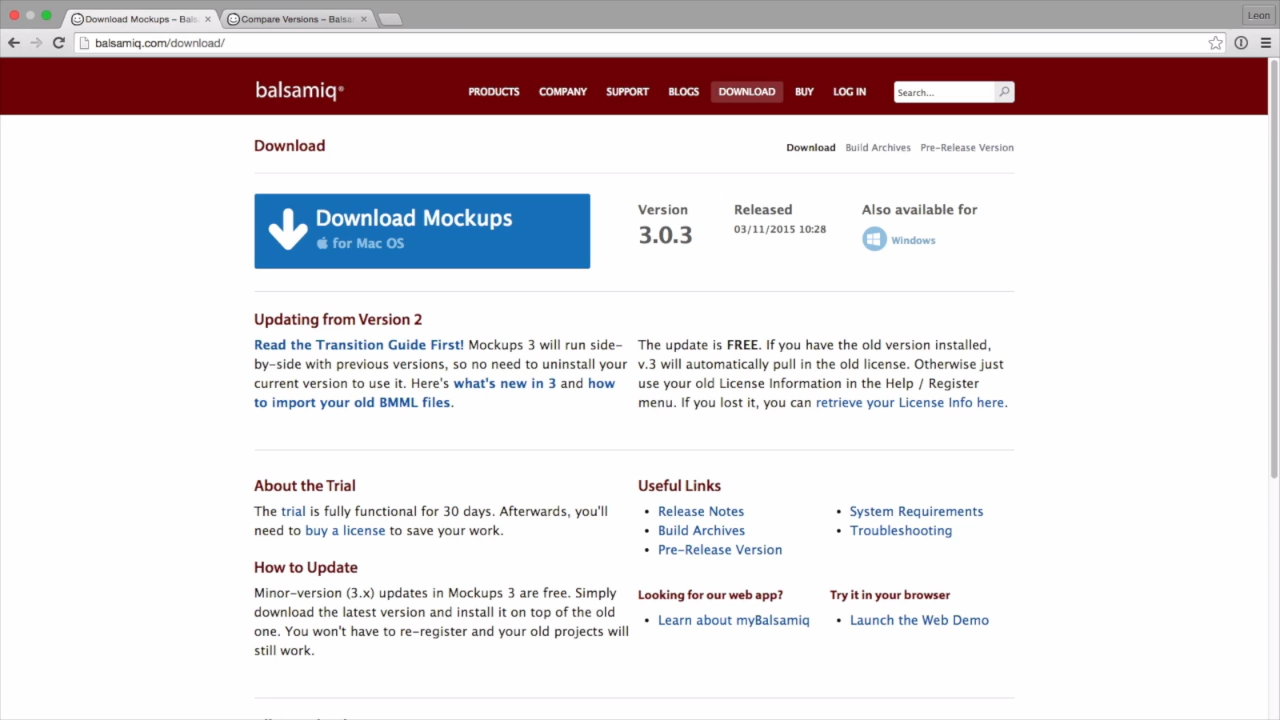 Download Mockups – Bals
Compare Versions – Balsa
Leon
balsamiq.com/download/
balsamiq®
PRODUCTS COMPANY SUPPORT BLOGS DOWNLOAD BUY LOG IN
Search...
Download
Download Build Archives Pre-Release Version
Download Mockups
for Mac OS
Version
3.0.3
Released
03/11/2015 10:28
Also available for
Windows
Updating from Version 2
Read the Transition Guide First! Mockups 3 will run side-
by-side with previous versions, so no need to uninstall your
current version to use it. Here's what's new in 3 and how
to import your old BMML files.
The update is FREE. If you have the old version installed,
v.3 will automatically pull in the old license. Otherwise just
use your old License Information in the Help / Register
menu. If you lost it, you can retrieve your License Info here.
About the Trial
The trial is fully functional for 30 days. Afterwards, you'll
need to buy a license to save your work.
How to Update
Minor-version (3.x) updates in Mockups 3 are free. Simply
download the latest version and install it on top of the old
one. You won't have to re-register and your old projects will
still work.
Useful Links
• Release Notes
• Build Archives
• Pre-Release Version
• System Requirements
• Troubleshooting
Looking for our web app?
• Learn about myBalsamiq
Try it in your browser
• Launch the Web Demo